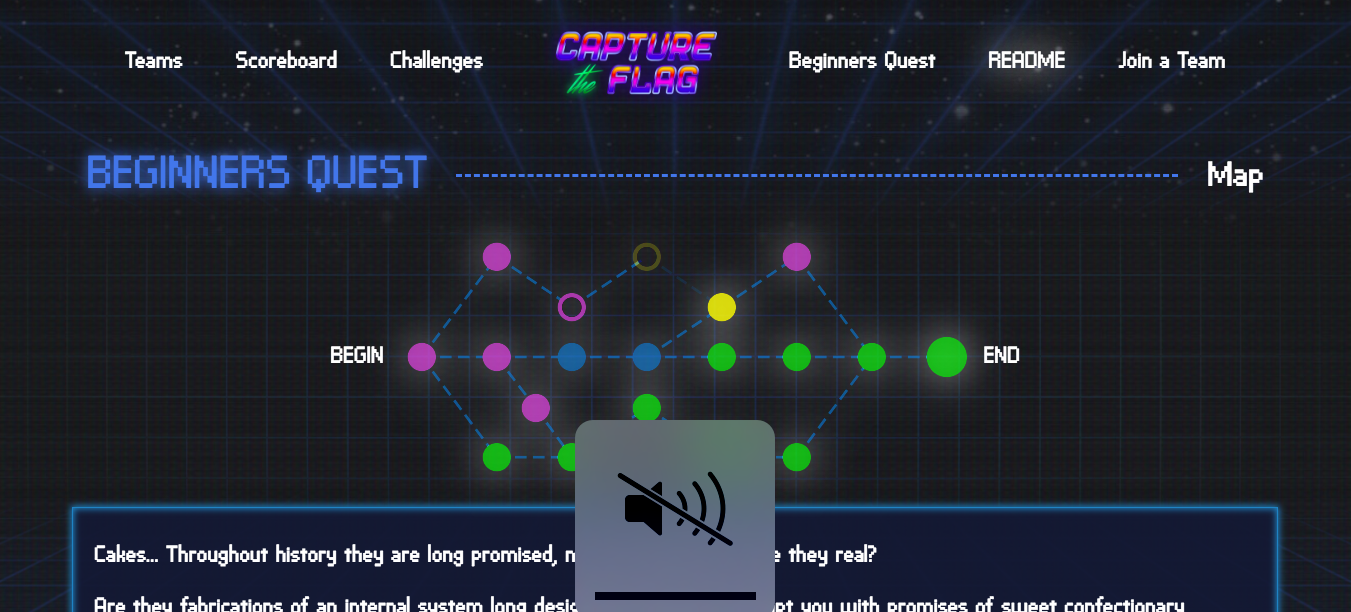 Teams Scoreboard Challenges CAPTURE the FLAG Beginners Quest README Join a Team
BEGINNERS QUEST Map
BEGIN END
Cakes... Throughout history they are long promised, they real?
Are they fabrications of an internal system long you with promises of sweet confectionary